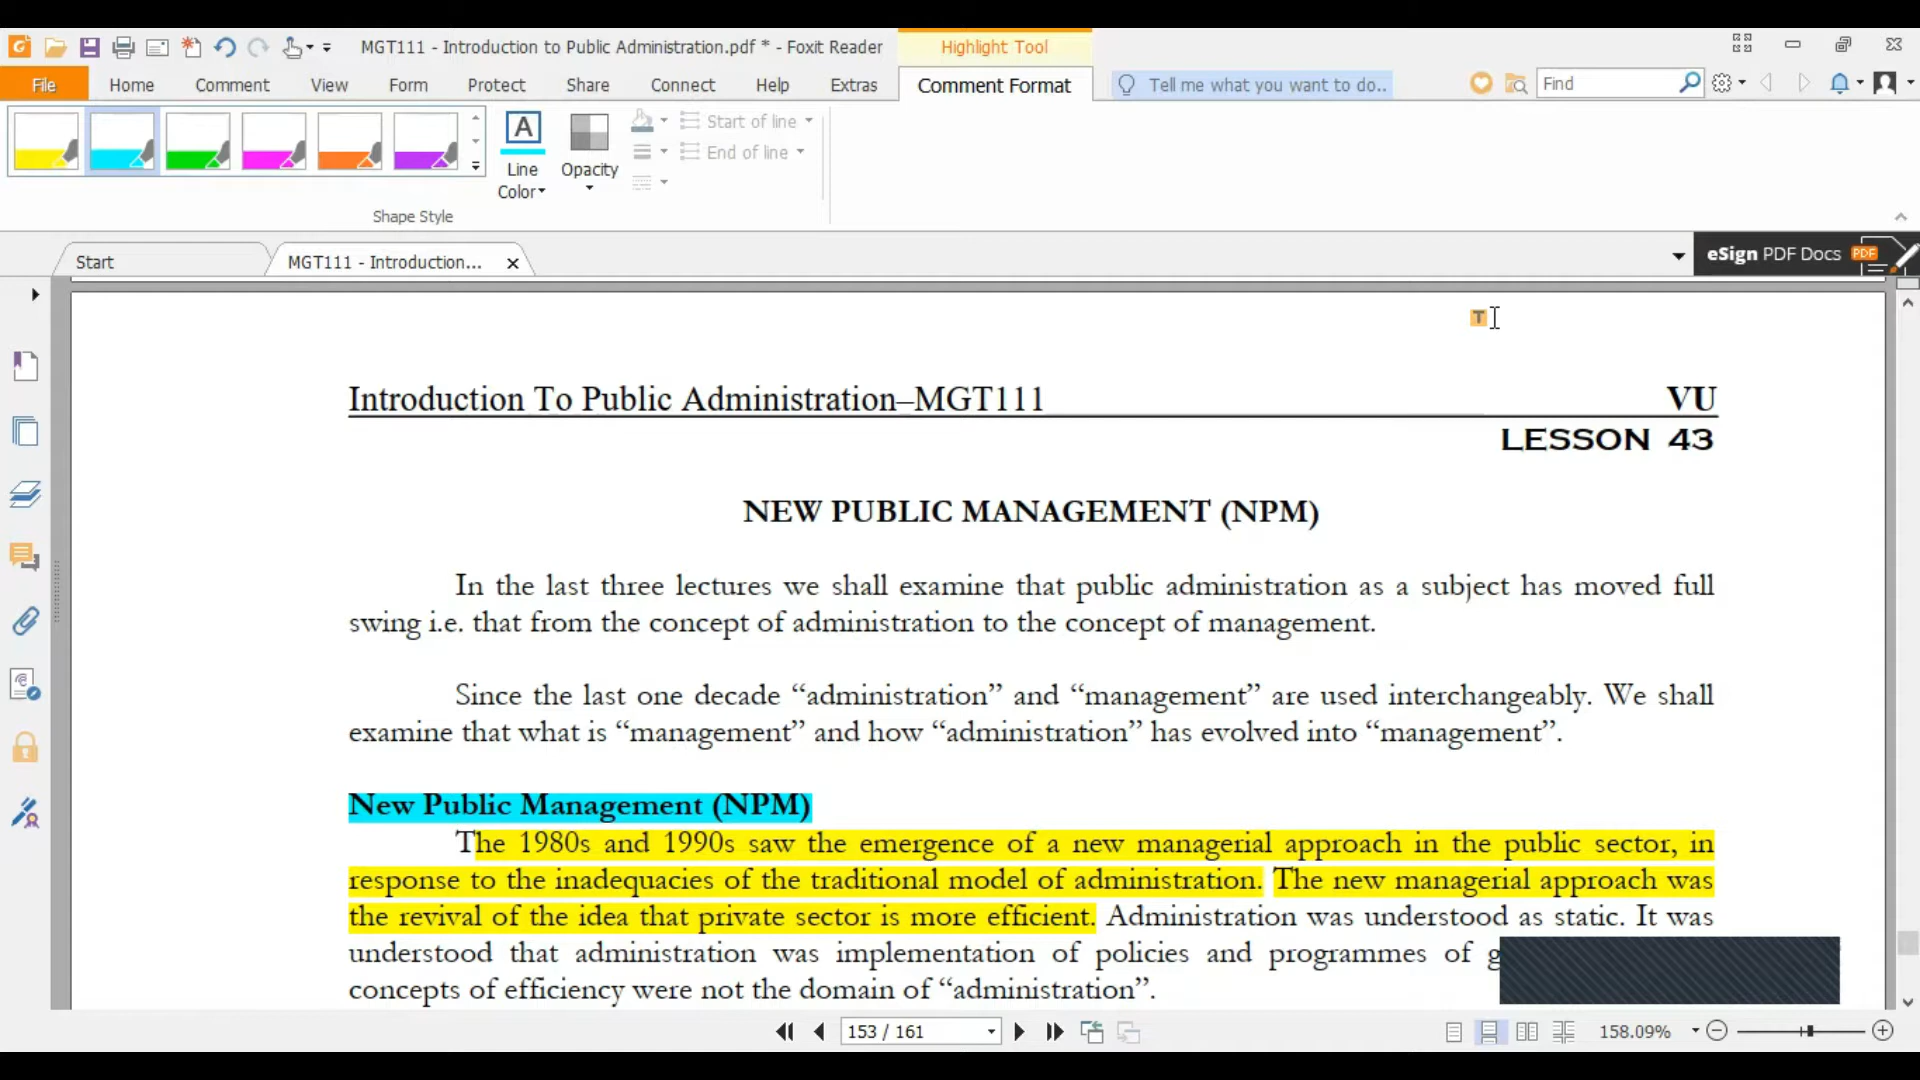 MGT111 - Introduction to Public Administration.pdf * - Foxit Reader
Highlight Tool
File
Home
Comment
View
Form
Protect
Share
Connect
Help
Extras
Comment Format
Tell me what you want to do..
Find
A
Line
Color
Opacity
Start of line
End of line
Shape Style
Start
MGT111 - Introduction...
eSign PDF Docs
PDF
T
Introduction To Public Administration–MGT111 VU
LESSON 43
NEW PUBLIC MANAGEMENT (NPM)
In the last three lectures we shall examine that public administration as a subject has moved full
swing i.e. that from the concept of administration to the concept of management.
Since the last one decade “administration” and “management” are used interchangeably. We shall
examine that what is “management” and how “administration” has evolved into “management”.
New Public Management (NPM)
The 1980s and 1990s saw the emergence of a new managerial approach in the public sector, in
response to the inadequacies of the traditional model of administration. The new managerial approach was
the revival of the idea that private sector is more efficient. Administration was understood as static. It was
understood that administration was implementation of policies and programmes of
concepts of efficiency were not the domain of “administration”.
153 / 161
158.09%